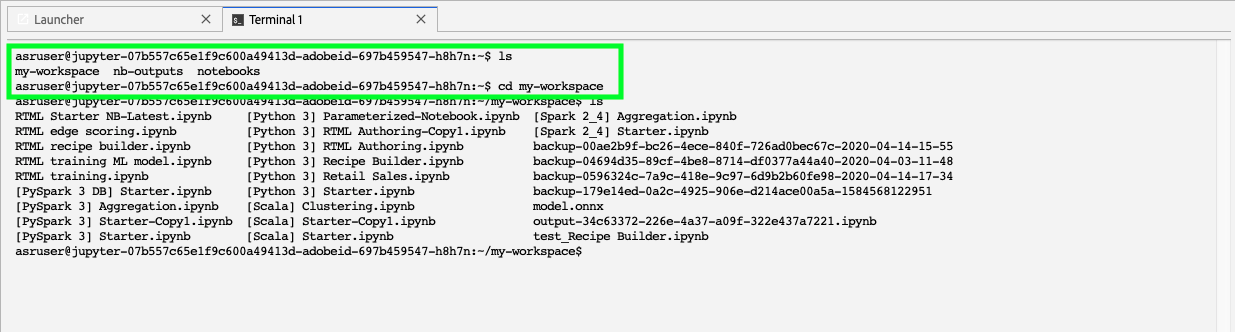 Launcher
Terminal 1
asruser@jupyter-07b557c65e1f9c600a49413d-adobeid-697b459547-h8h7n:~$ ls
my-workspace  nb-outputs  notebooks
asruser@jupyter-07b557c65e1f9c600a49413d-adobeid-697b459547-h8h7n:~$ cd my-workspace
asruser@jupyter-07b557c65e1f9c600a49413d-adobeid-697b459547-h8h7n:~/my-workspace$ ls
RTML Starter NB-Latest.ipynb     [Python 3] Parameterized-Notebook.ipynb  [Spark 2_4] Aggregation.ipynb
RTML edge scoring.ipynb          [Python 3] RTML Authoring-Copy1.ipynb    [Spark 2_4] Starter.ipynb
RTML recipe builder.ipynb        [Python 3] RTML Authoring.ipynb          backup-00ae2b9f-bc26-4ece-840f-726ad0bec67c-2020-04-14-15-55
RTML training ML model.ipynb     [Python 3] Recipe Builder.ipynb          backup-04694d35-89cf-4be8-8714-df0377a44a40-2020-04-03-11-48
RTML training.ipynb              [Python 3] Retail Sales.ipynb            backup-0596324c-7a9c-418e-9c97-6d9b2b60fe98-2020-04-14-17-34
[PySpark 3 DB] Starter.ipynb     [Python 3] Starter.ipynb                 backup-179e14ed-0a2c-4925-906e-d214ace00a5a-1584568122951
[PySpark 3] Aggregation.ipynb    [Scala] Clustering.ipynb                 model.onnx
[PySpark 3] Starter-Copy1.ipynb  [Scala] Starter-Copy1.ipynb              output-34c63372-226e-4a37-a09f-322e437a7221.ipynb
[PySpark 3] Starter.ipynb        [Scala] Starter.ipynb                    test_Recipe Builder.ipynb
asruser@jupyter-07b557c65e1f9c600a49413d-adobeid-697b459547-h8h7n:~/my-workspace$